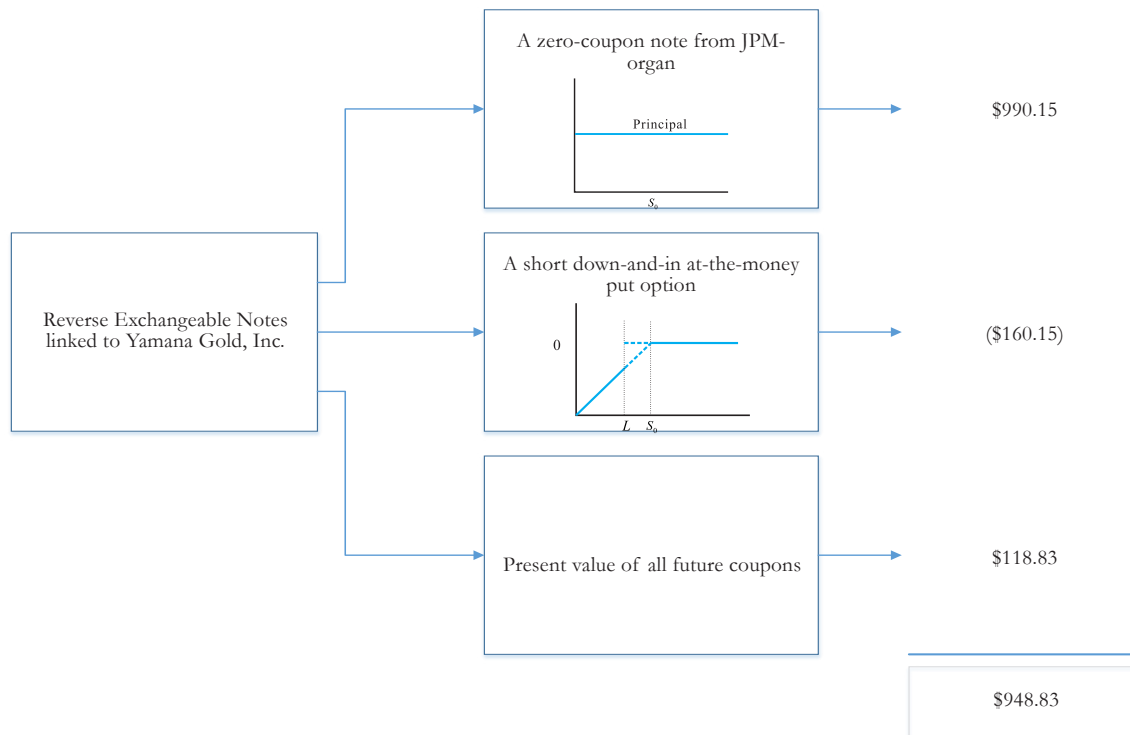 A zero-coupon note from JPM-
organ
Principal
S₀
$990.15
Reverse Exchangeable Notes
linked to Yamana Gold, Inc.
A short down-and-in at-the-money
put option
0
L S₀
($160.15)
Present value of all future coupons
$118.83
$948.83